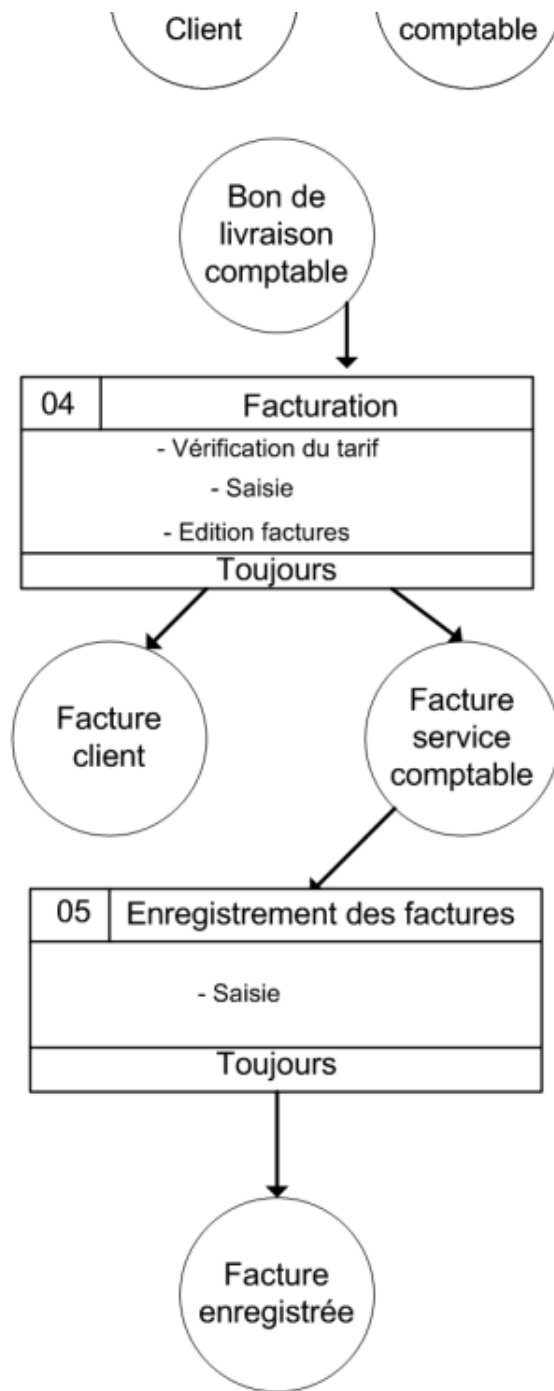 Client
comptable
Bon de
livraison
comptable
04
Facturation
- Vérification du tarif
- Saisie
- Edition factures
Toujours
Facture
client
Facture
service
comptable
05
Enregistrement des factures
- Saisie
Toujours
Facture
enregistrée